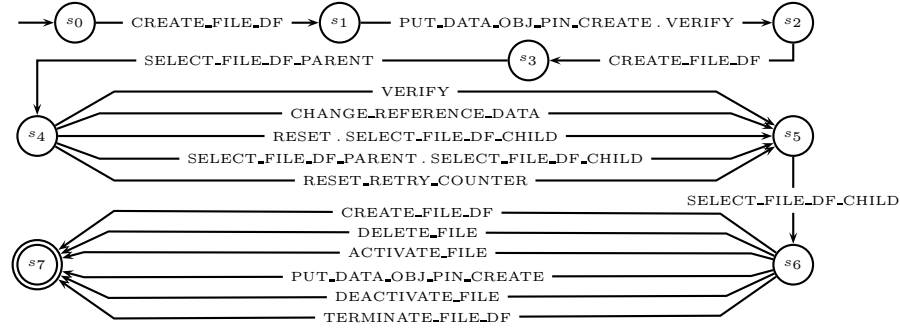 s0 CREATE_FILE_DF s1 PUT_DATA_OBJ_PIN_CREATE . VERIFY s2
SELECT_FILE_DF_PARENT s3 CREATE_FILE_DF
VERIFY
CHANGE_REFERENCE_DATA
s4 RESET . SELECT_FILE_DF_CHILD s5
SELECT_FILE_DF_PARENT . SELECT_FILE_DF_CHILD
RESET_RETRY_COUNTER
SELECT_FILE_DF_CHILD
CREATE_FILE_DF
DELETE_FILE
ACTIVATE_FILE
s7 s6
PUT_DATA_OBJ_PIN_CREATE
DEACTIVATE_FILE
TERMINATE_FILE_DF